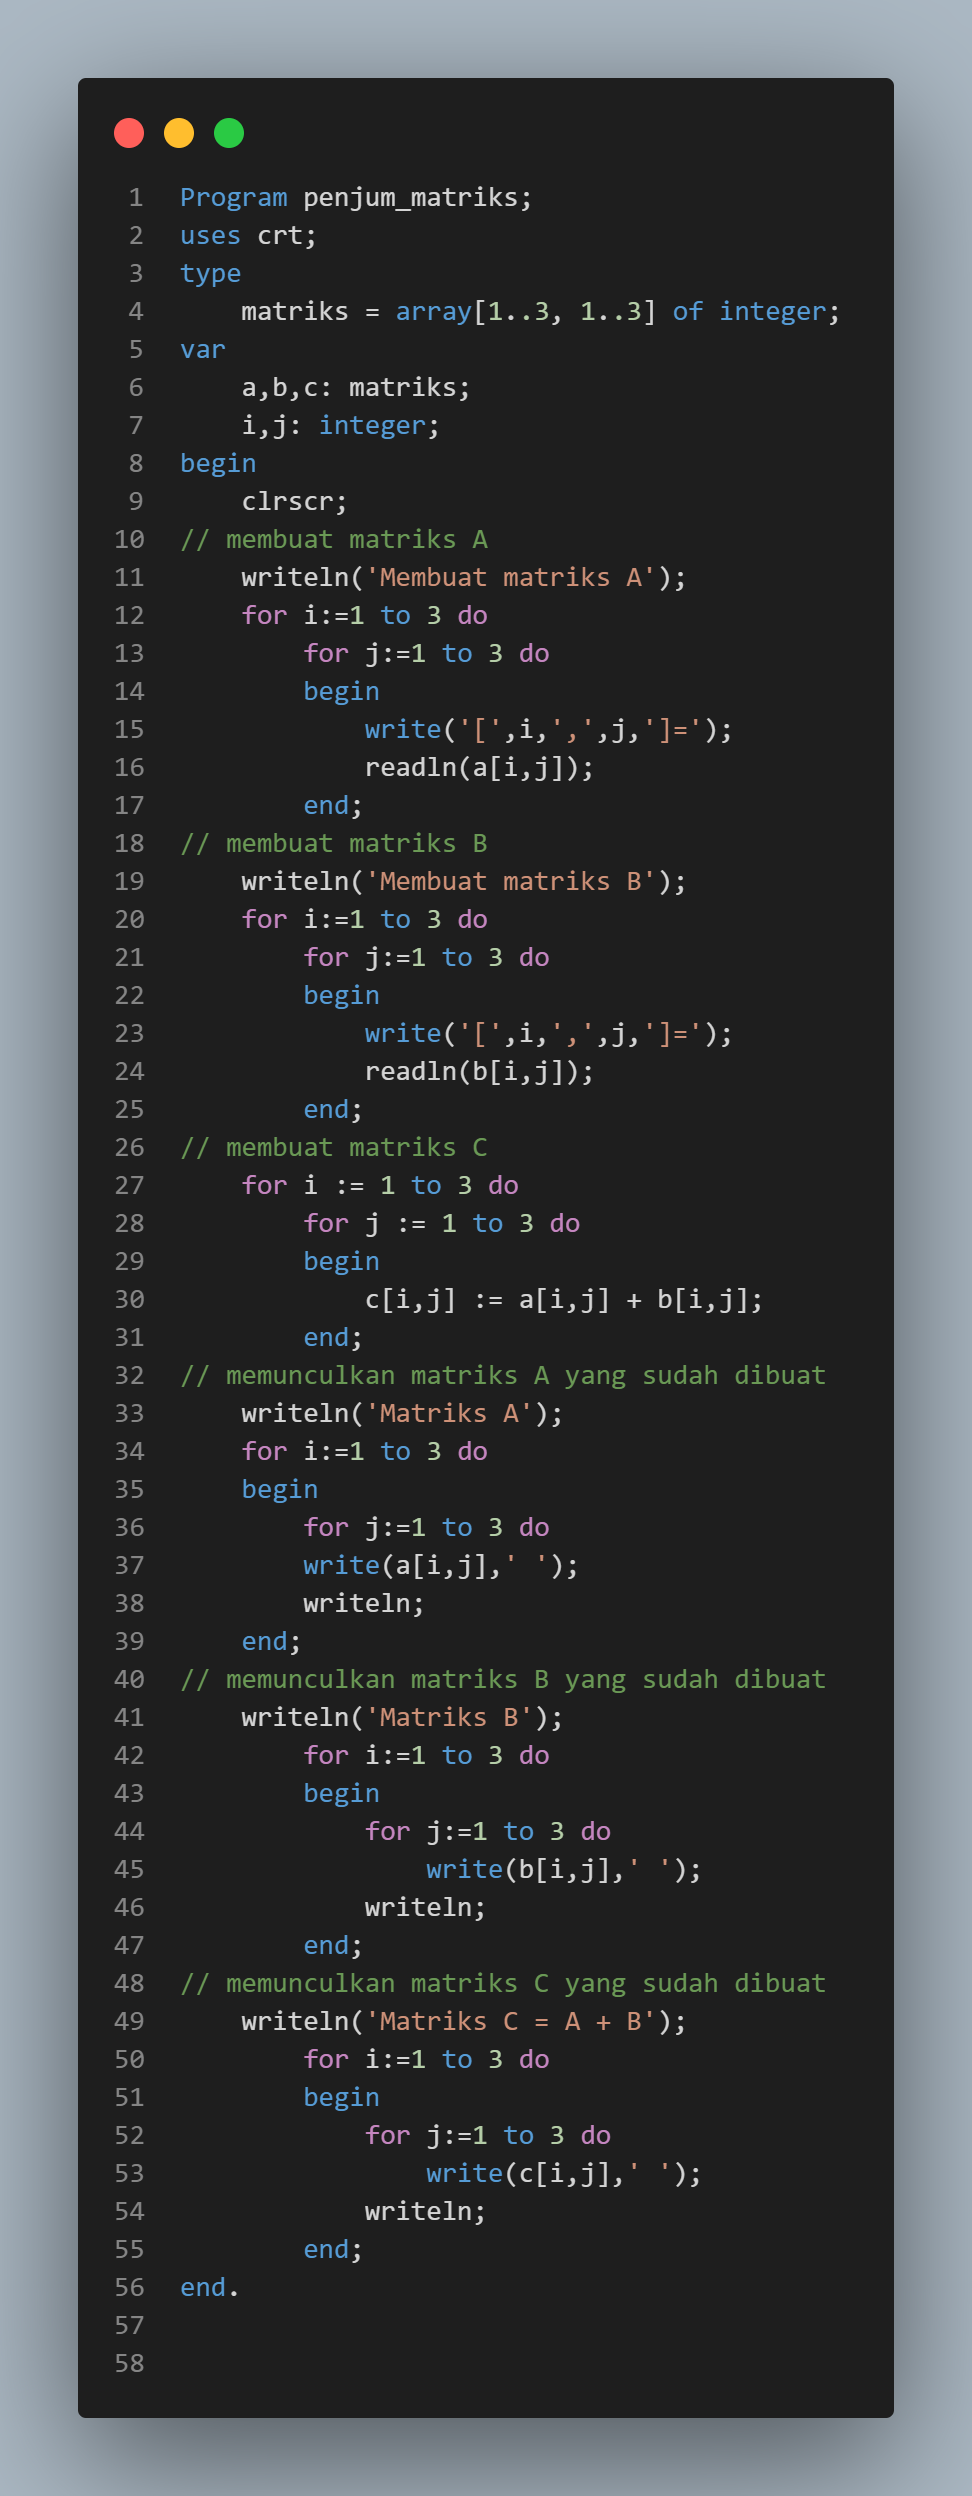 1 Program penjum_matriks;
2 uses crt;
3 type
4     matriks = array[1..3, 1..3] of integer;
5 var
6     a,b,c: matriks;
7     i,j: integer;
8 begin
9     clrscr;
10 // membuat matriks A
11     writeln('Membuat matriks A');
12     for i:=1 to 3 do
13         for j:=1 to 3 do
14         begin
15             write('[',i,',',j,']=');
16             readln(a[i,j]);
17         end;
18 // membuat matriks B
19     writeln('Membuat matriks B');
20     for i:=1 to 3 do
21         for j:=1 to 3 do
22         begin
23             write('[',i,',',j,']=');
24             readln(b[i,j]);
25         end;
26 // membuat matriks C
27     for i := 1 to 3 do
28         for j := 1 to 3 do
29         begin
30             c[i,j] := a[i,j] + b[i,j];
31         end;
32 // memunculkan matriks A yang sudah dibuat
33     writeln('Matriks A');
34     for i:=1 to 3 do
35     begin
36         for j:=1 to 3 do
37         write(a[i,j],' ');
38         writeln;
39     end;
40 // memunculkan matriks B yang sudah dibuat
41     writeln('Matriks B');
42         for i:=1 to 3 do
43         begin
44             for j:=1 to 3 do
45                 write(b[i,j],' ');
46             writeln;
47         end;
48 // memunculkan matriks C yang sudah dibuat
49     writeln('Matriks C = A + B');
50         for i:=1 to 3 do
51         begin
52             for j:=1 to 3 do
53                 write(c[i,j],' ');
54             writeln;
55         end;
56 end.
57
58